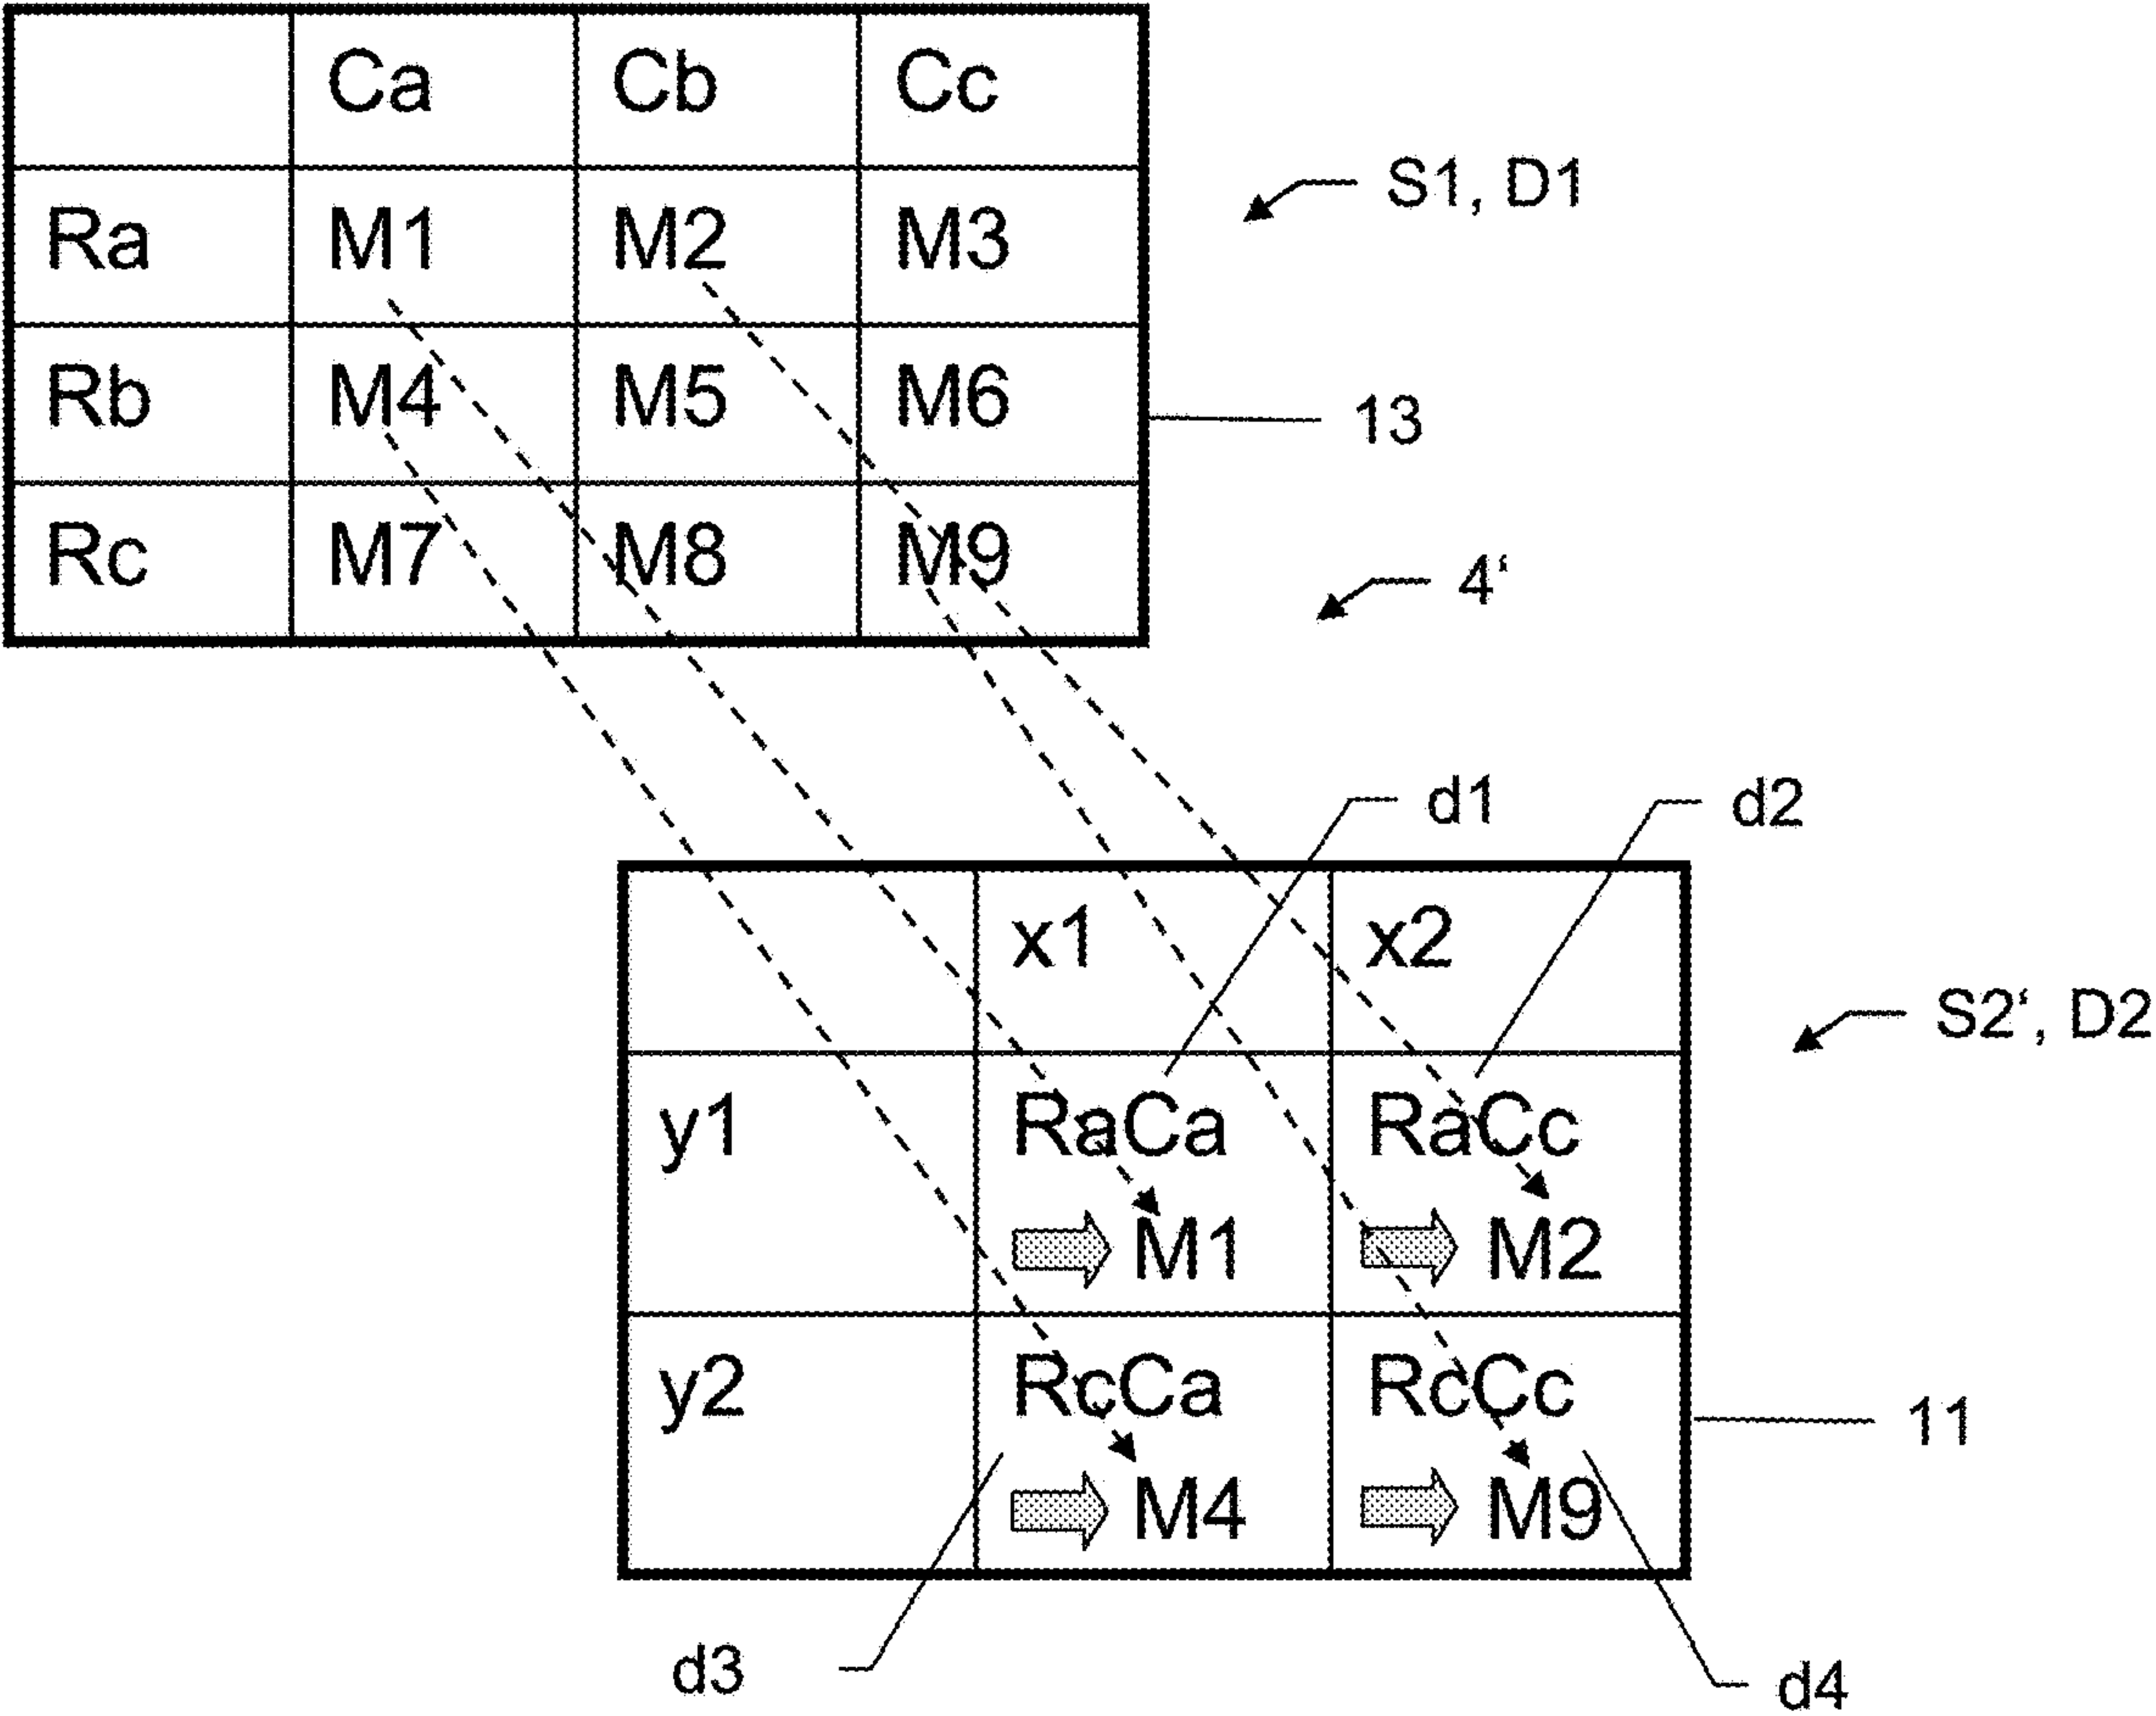 Ca Cb Cc
Ra M1 M2 M3
S1, D1
Rb M4 M5 M6
13
Rc M7 M8 M9
4‘
d1
d2
x1 x2
S2‘, D2
y1 RaCa RaCc
M1 M2
y2 RcCa RcCc
11
M4 M9
d3
d4